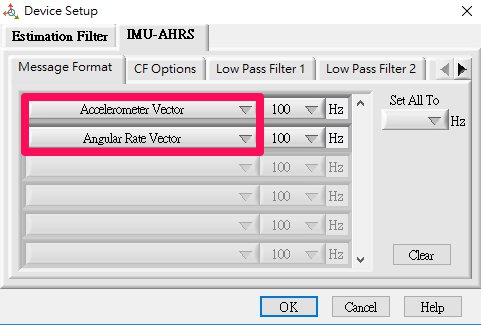 Device Setup
Estimation Filter IMU-AHRS
Message Format CF Options Low Pass Filter 1 Low Pass Filter 2
Set All To
Accelerometer Vector 100 Hz
Hz
Angular Rate Vector 100 Hz
100 Hz
100 Hz
100 Hz
100 Hz
Clear
OK Cancel Help